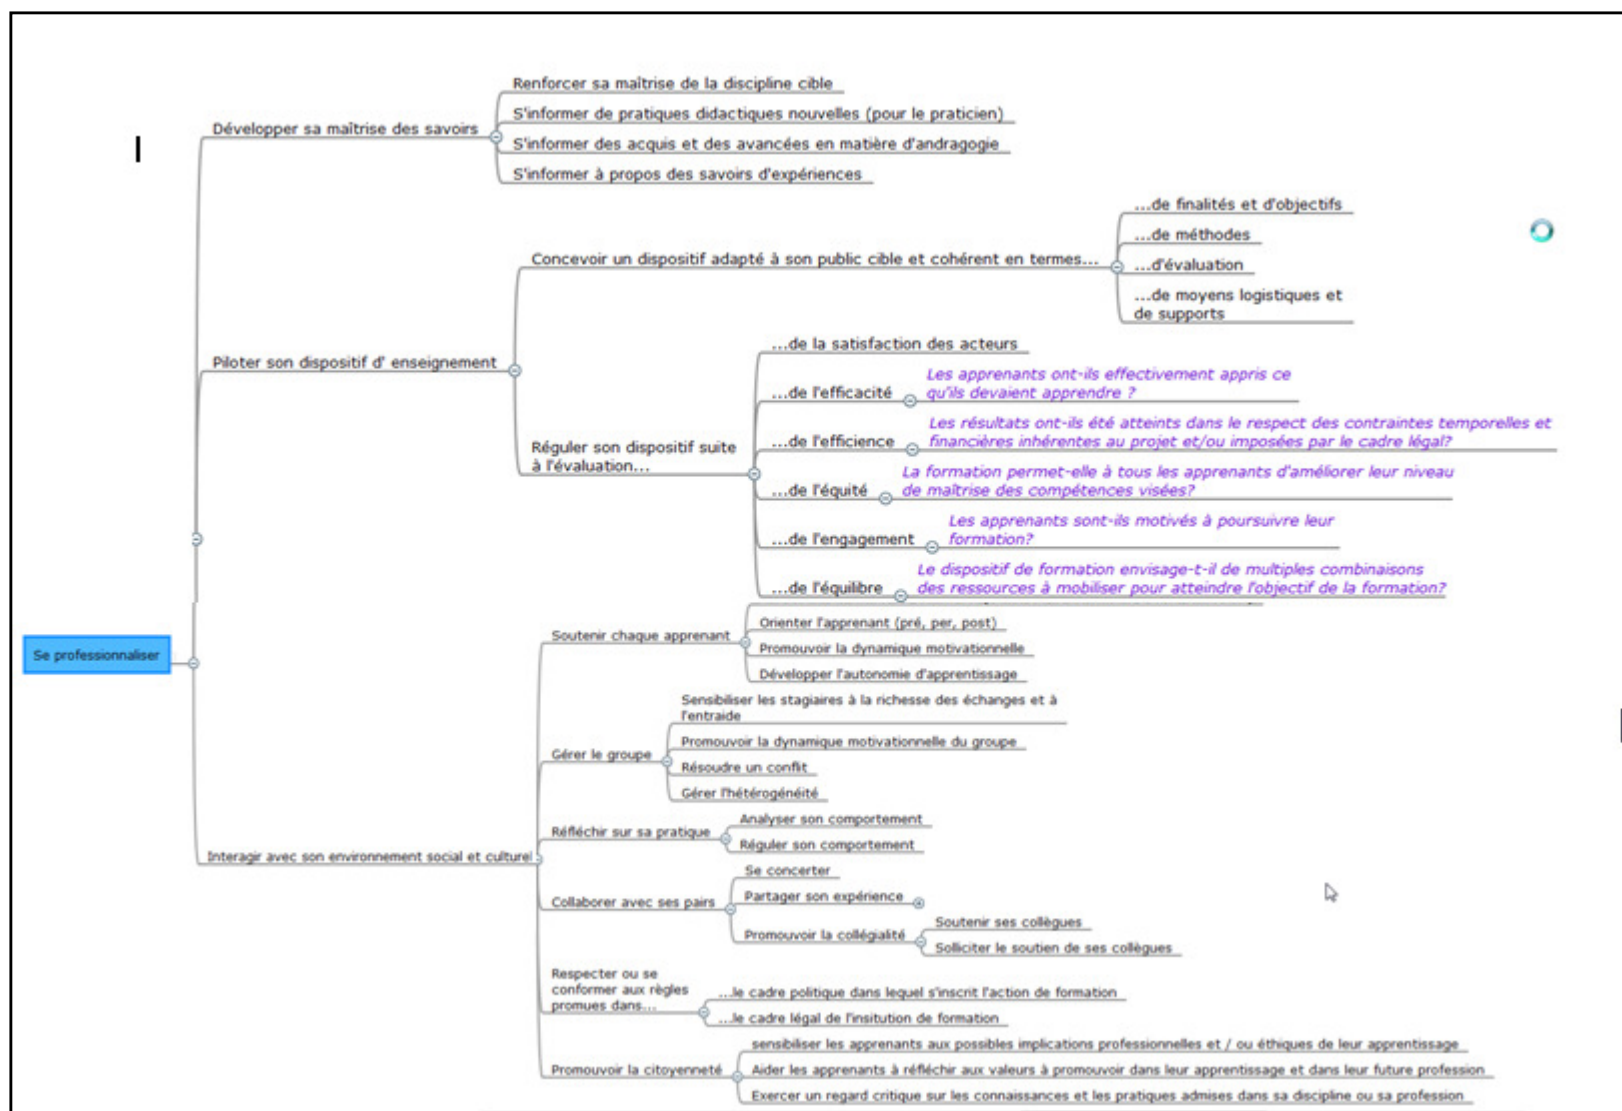 Renforcer sa maîtrise de la discipline cible
S'informer de pratiques didactiques nouvelles (pour le praticien)
Développer sa maîtrise des savoirs
S'informer des acquis et des avancées en matière d'andragogie
S'informer à propos des savoirs d'expériences
...de finalités et d'objectifs
...de méthodes
Concevoir un dispositif adapté à son public cible et cohérent en termes...
...d'évaluation
...de moyens logistiques et
de supports
Piloter son dispositif d' enseignement
...de la satisfaction des acteurs
...de l'efficacité
Les apprenants ont-ils effectivement appris ce
qu'ils devaient apprendre ?
Réguler son dispositif suite
à l'évaluation...
...de l'efficience
Les résultats ont-ils été atteints dans le respect des contraintes temporelles et
financières inhérentes au projet et/ou imposées par le cadre légal?
...de l'équité
La formation permet-elle à tous les apprenants d'améliorer leur niveau
de maîtrise des compétences visées?
...de l'engagement
Les apprenants sont-ils motivés à poursuivre leur
formation?
...de l'équilibre
Le dispositif de formation envisage-t-il de multiples combinaisons
des ressources à mobiliser pour atteindre l'objectif de la formation?
Se professionnaliser
Soutenir chaque apprenant
Orienter l'apprenant (pré, per, post)
Promouvoir la dynamique motivationnelle
Développer l'autonomie d'apprentissage
Gérer le groupe
Sensibiliser les stagiaires à la richesse des échanges et à
l'entraide
Promouvoir la dynamique motivationnelle du groupe
Résoudre un conflit
Gérer l'hétérogénéité
Interagir avec son environnement social et culturel
Réfléchir sur sa pratique
Analyser son comportement
Réguler son comportement
Collaborer avec ses pairs
Se concerter
Partager son expérience
Promouvoir la collégialité
Soutenir ses collègues
Solliciter le soutien de ses collègues
Respecter ou se
conformer aux règles
promues dans...
...le cadre politique dans lequel s'inscrit l'action de formation
...le cadre légal de l'insitution de formation
Promouvoir la citoyenneté
sensibiliser les apprenants aux possibles implications professionnelles et / ou éthiques de leur apprentissage
Aider les apprenants à réfléchir aux valeurs à promouvoir dans leur apprentissage et dans leur future profession
Exercer un regard critique sur les connaissances et les pratiques admises dans sa discipline ou sa profession